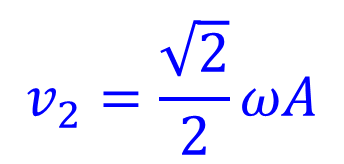 v₂ = √2/2 ωA